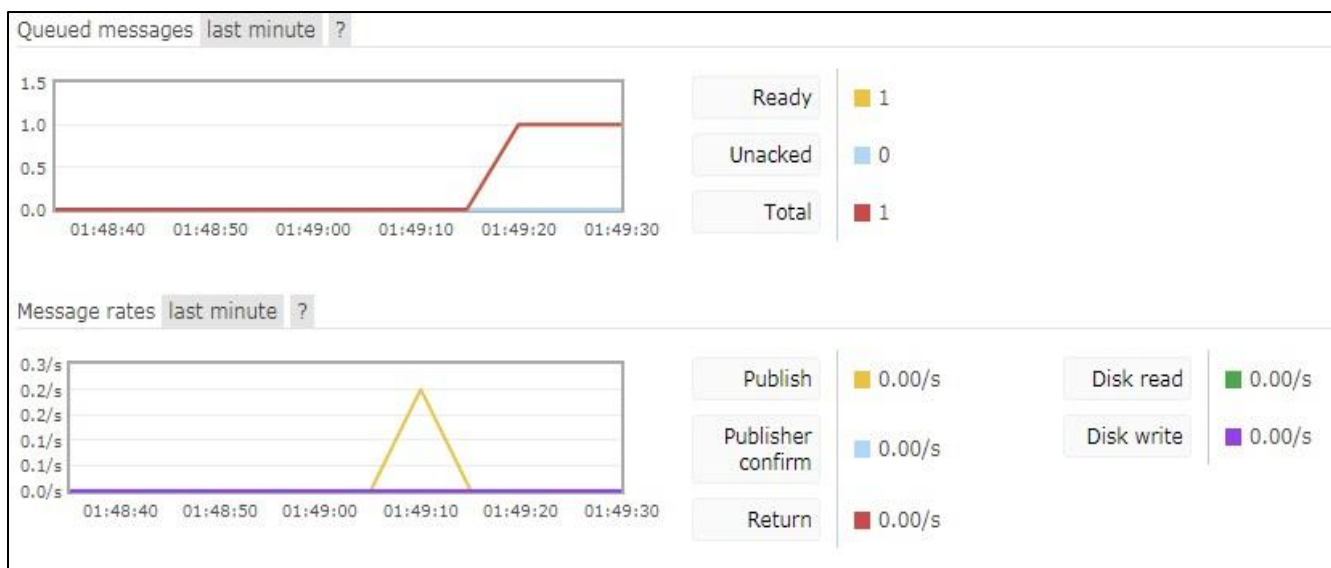 Queued messages last minute ?
1.5
1.0
0.5
0.0
01:48:40 01:48:50 01:49:00 01:49:10 01:49:20 01:49:30
Ready 1
Unacked 0
Total 1
Message rates last minute ?
0.3/s
0.2/s
0.2/s
0.1/s
0.1/s
0.0/s
01:48:40 01:48:50 01:49:00 01:49:10 01:49:20 01:49:30
Publish 0.00/s
Publisher
confirm 0.00/s
Return 0.00/s
Disk read 0.00/s
Disk write 0.00/s